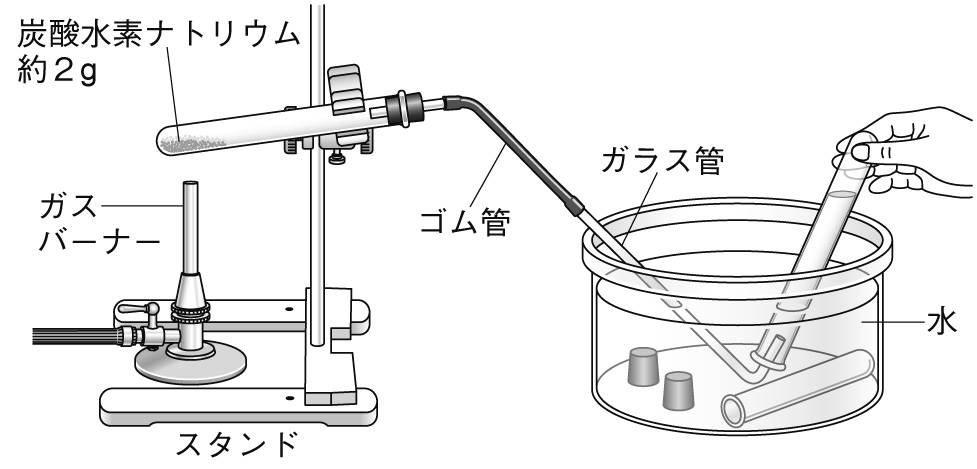 炭酸水素ナトリウム
約2g
ガス
バーナー
ゴム管
ガラス管
水
スタンド